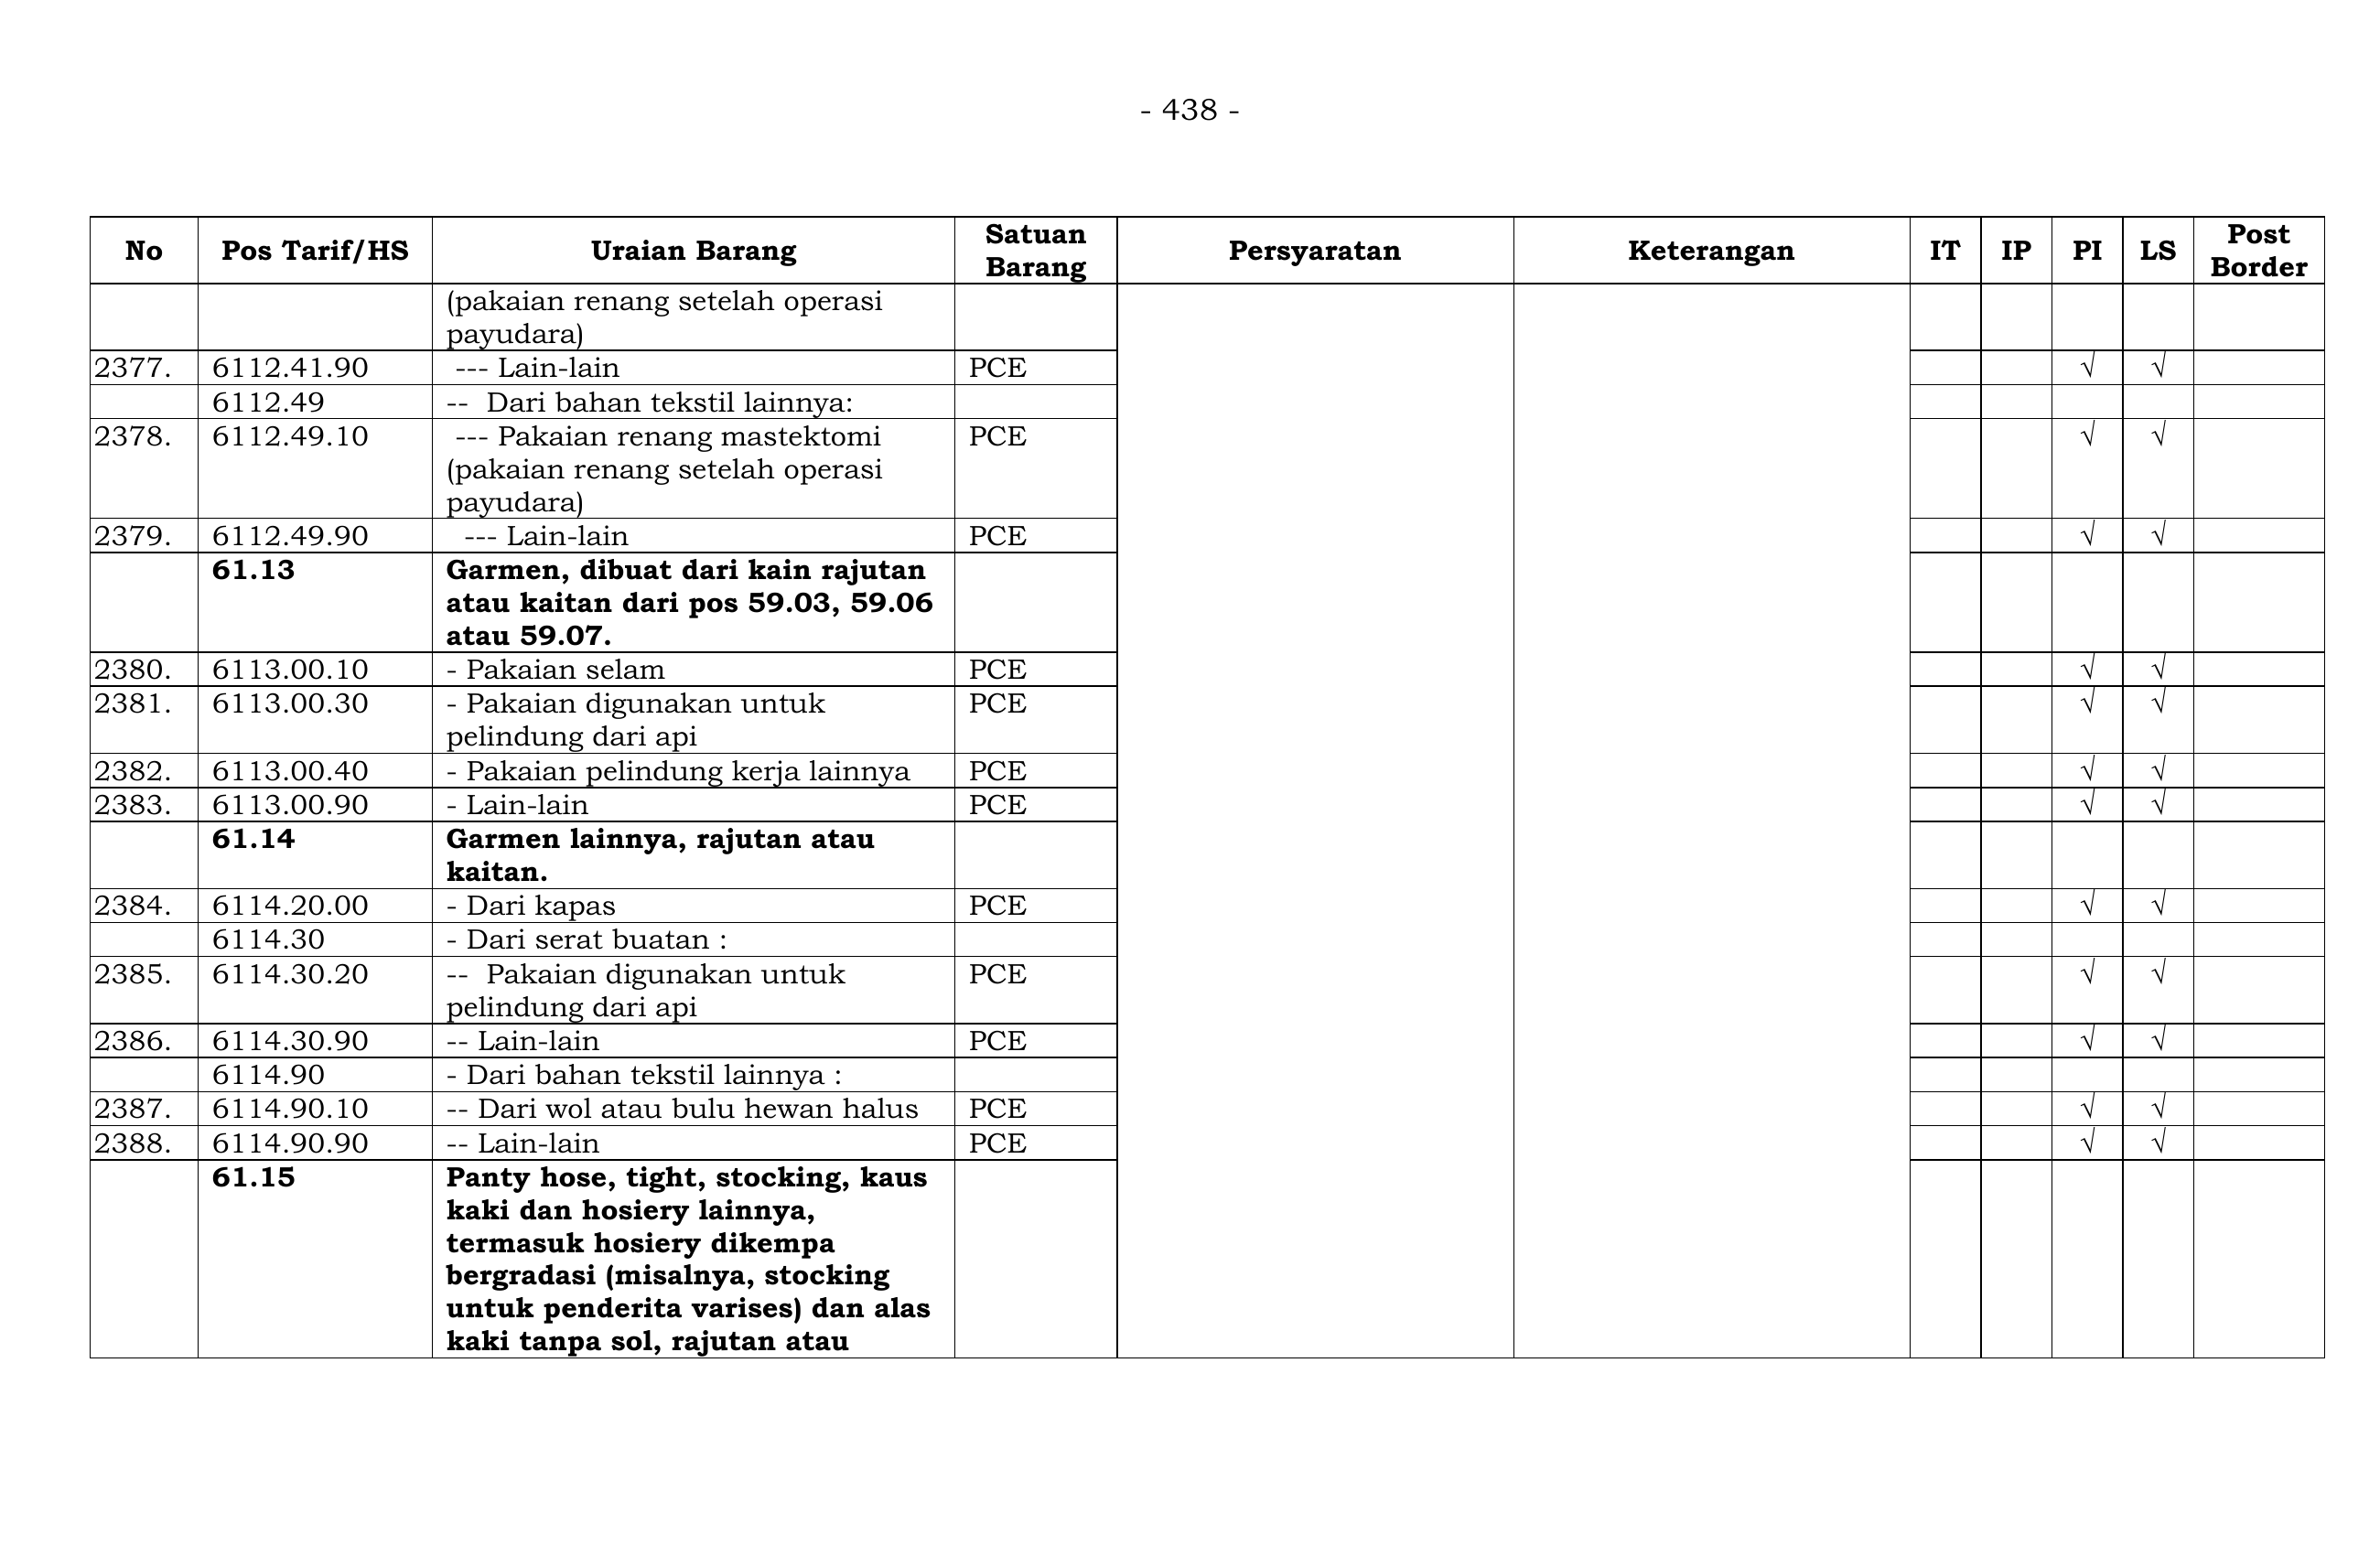 - 438 -
No Pos Tarif/HS Uraian Barang Satuan Barang Persyaratan Keterangan IT IP PI LS Post Border
(pakaian renang setelah operasi
payudara)
2377. 6112.41.90 --- Lain-lain PCE √ √
6112.49 -- Dari bahan tekstil lainnya:
2378. 6112.49.10 --- Pakaian renang mastektomi PCE √ √
(pakaian renang setelah operasi
payudara)
2379. 6112.49.90 --- Lain-lain PCE √ √
61.13 Garmen, dibuat dari kain rajutan
atau kaitan dari pos 59.03, 59.06
atau 59.07.
2380. 6113.00.10 - Pakaian selam PCE √ √
2381. 6113.00.30 - Pakaian digunakan untuk PCE √ √
pelindung dari api
2382. 6113.00.40 - Pakaian pelindung kerja lainnya PCE √ √
2383. 6113.00.90 - Lain-lain PCE √ √
61.14 Garmen lainnya, rajutan atau
kaitan.
2384. 6114.20.00 - Dari kapas PCE √ √
6114.30 - Dari serat buatan :
2385. 6114.30.20 -- Pakaian digunakan untuk PCE √ √
pelindung dari api
2386. 6114.30.90 -- Lain-lain PCE √ √
6114.90 - Dari bahan tekstil lainnya :
2387. 6114.90.10 -- Dari wol atau bulu hewan halus PCE √ √
2388. 6114.90.90 -- Lain-lain PCE √ √
61.15 Panty hose, tight, stocking, kaus
kaki dan hosiery lainnya,
termasuk hosiery dikempa
bergradasi (misalnya, stocking
untuk penderita varises) dan alas
kaki tanpa sol, rajutan atau